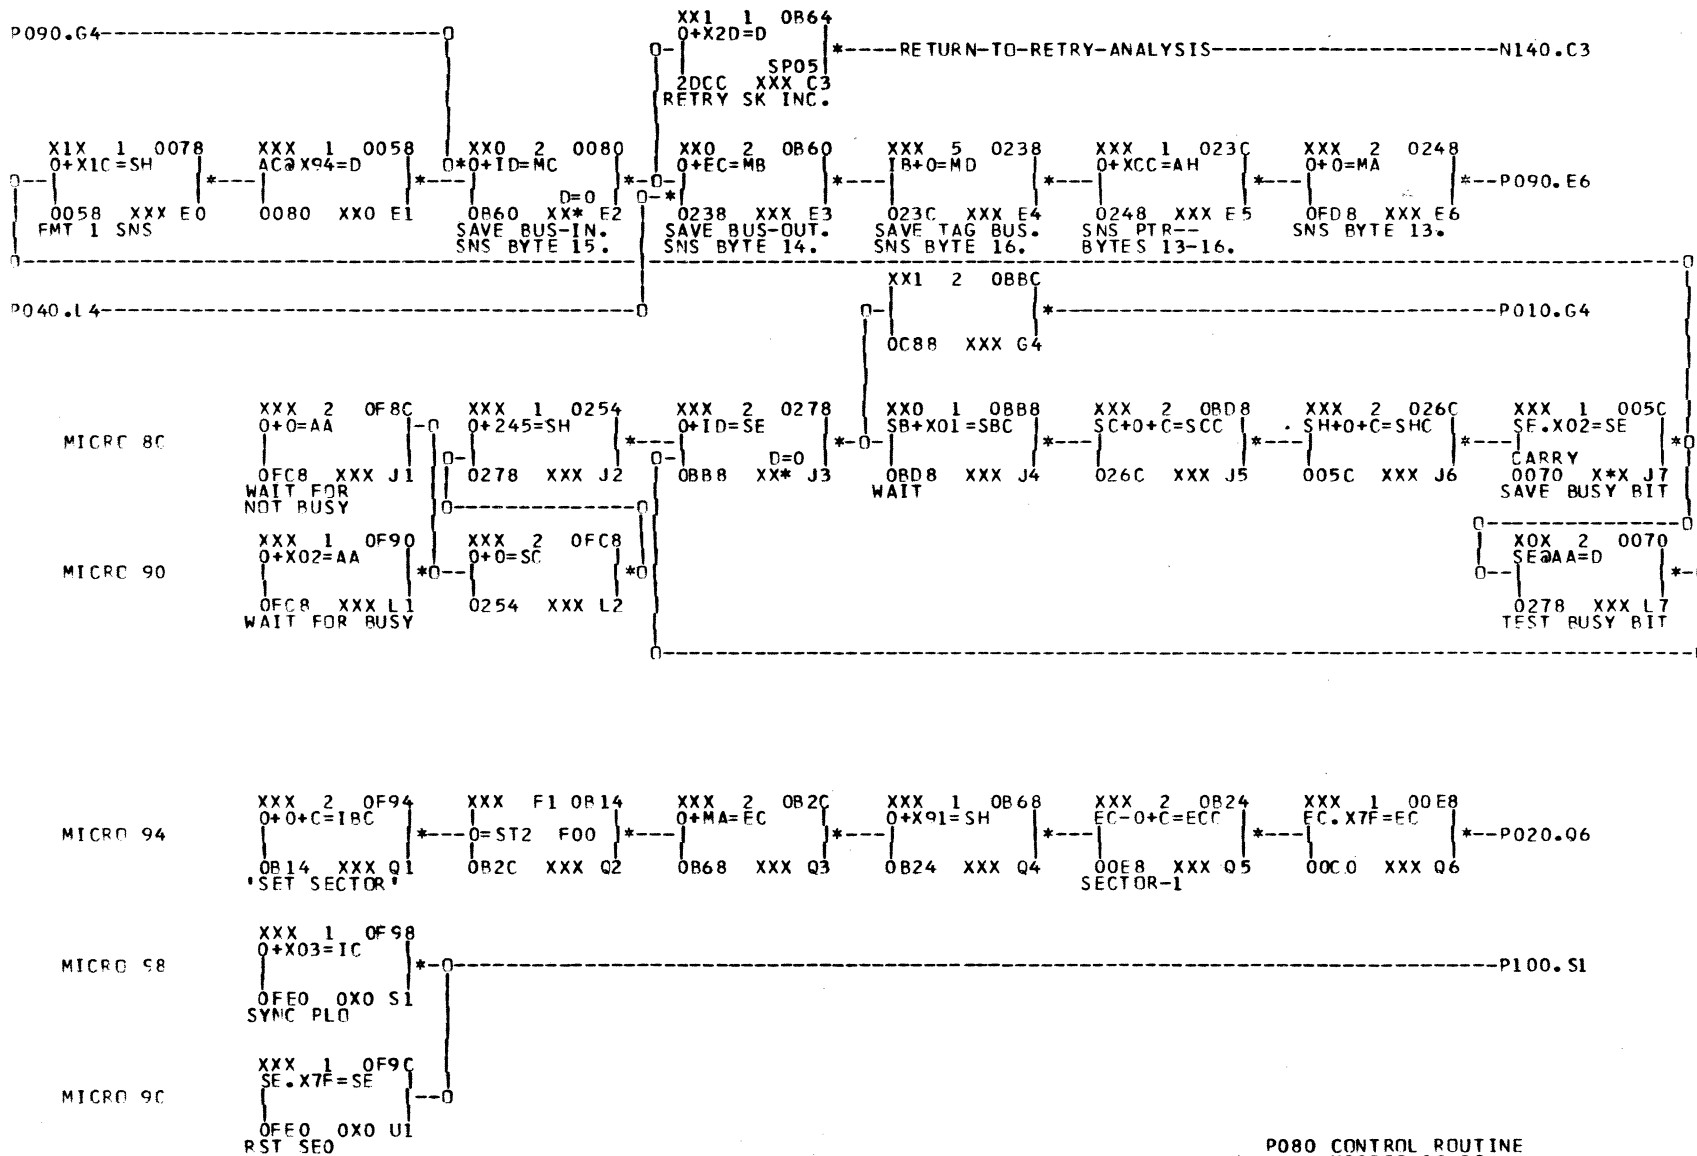 XX1 1 0B64
P090.G4
0+X2D=D
RETURN-TO-RETRY-ANALYSIS
N140.C3
SP05
2DCC XXX C3
RETRY SK INC.
X1X 1 0078
XXX 1 0058
XX0 2 0080
XX0 2 0B60
XXX 5 0238
XXX 1 023C
XXX 2 0248
0+X1C=SH
AC@X94=D
0+ID=MC
0+EC=MB
IB+0=MD
0+XCC=AH
0+0=MA
P090.E6
D=0
0058 XXX E0
0080 XX0 E1
0B60 XX* E2
0238 XXX E3
023C XXX E4
0248 XXX E5
0FD8 XXX E6
FMT 1 SNS
SAVE BUS-IN.
SAVE BUS-OUT.
SAVE TAG BUS.
SNS PTR--
SNS BYTE 13.
SNS BYTE 15.
SNS BYTE 14.
SNS BYTE 16.
BYTES 13-16.
XX1 2 0BBC
P040.L4
P010.G4
0C88 XXX G4
XXX 2 0F8C
XXX 1 0254
XXX 2 0278
XX0 1 0BB8
XXX 2 0BD8
XXX 2 026C
XXX 1 005C
MICRC 8C
0+0=AA
0+245=SH
0+ID=SE
SB+X01=SBC
SC+0+C=SCC
SH+0+C=SHC
SE.X02=SE
D=0
CARRY
0FC8 XXX J1
0278 XXX J2
0BB8 XX* J3
0BD8 XXX J4
026C XXX J5
005C XXX J6
0070 X*X J7
WAIT FOR
NOT BUSY
WAIT
SAVE BUSY BIT
XXX 1 0F90
XXX 2 0FC8
X0X 2 0070
MICRC 90
0+X02=AA
0+0=SC
SE@AA=D
0FC8 XXX L1
0254 XXX L2
0278 XXX L7
WAIT FOR BUSY
TEST BUSY BIT
XXX 2 0F94
XXX F1 0B14
XXX 2 0B2C
XXX 1 0B68
XXX 2 0B24
XXX 1 00E8
MICRO 94
0+0+C=IBC
0=ST2 F00
0+MA=EC
0+X91=SH
EC-0+C=ECC
EC.X7F=EC
P020.Q6
0B14 XXX Q1
0B2C XXX Q2
0B68 XXX Q3
0B24 XXX Q4
00E8 XXX Q5
00C0 XXX Q6
'SET SECTOR'
SECTOR-1
XXX 1 0F98
MICRO 98
0+X03=IC
P100.S1
0FE0 0X0 S1
SYNC PLO
XXX 1 0F9C
MICRO 9C
SE.X7F=SE
0FE0 0X0 U1
RST SE0
P080 CONTROL ROUTINE